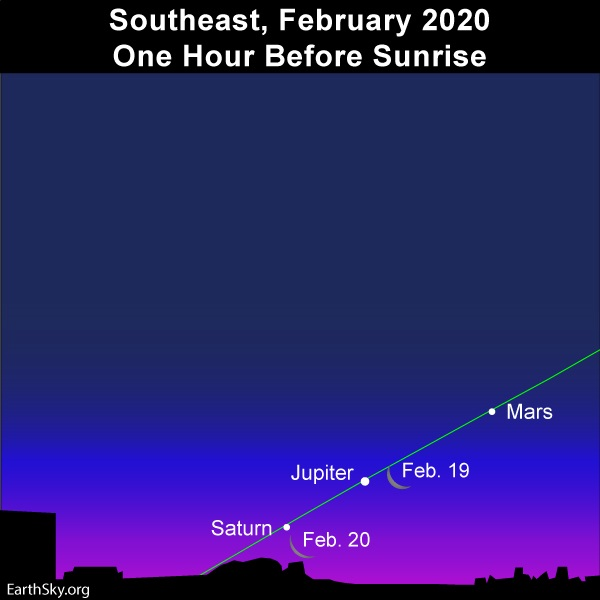 Southeast, February 2020
One Hour Before Sunrise
Mars
Jupiter
Feb. 19
Saturn
Feb. 20
EarthSky.org